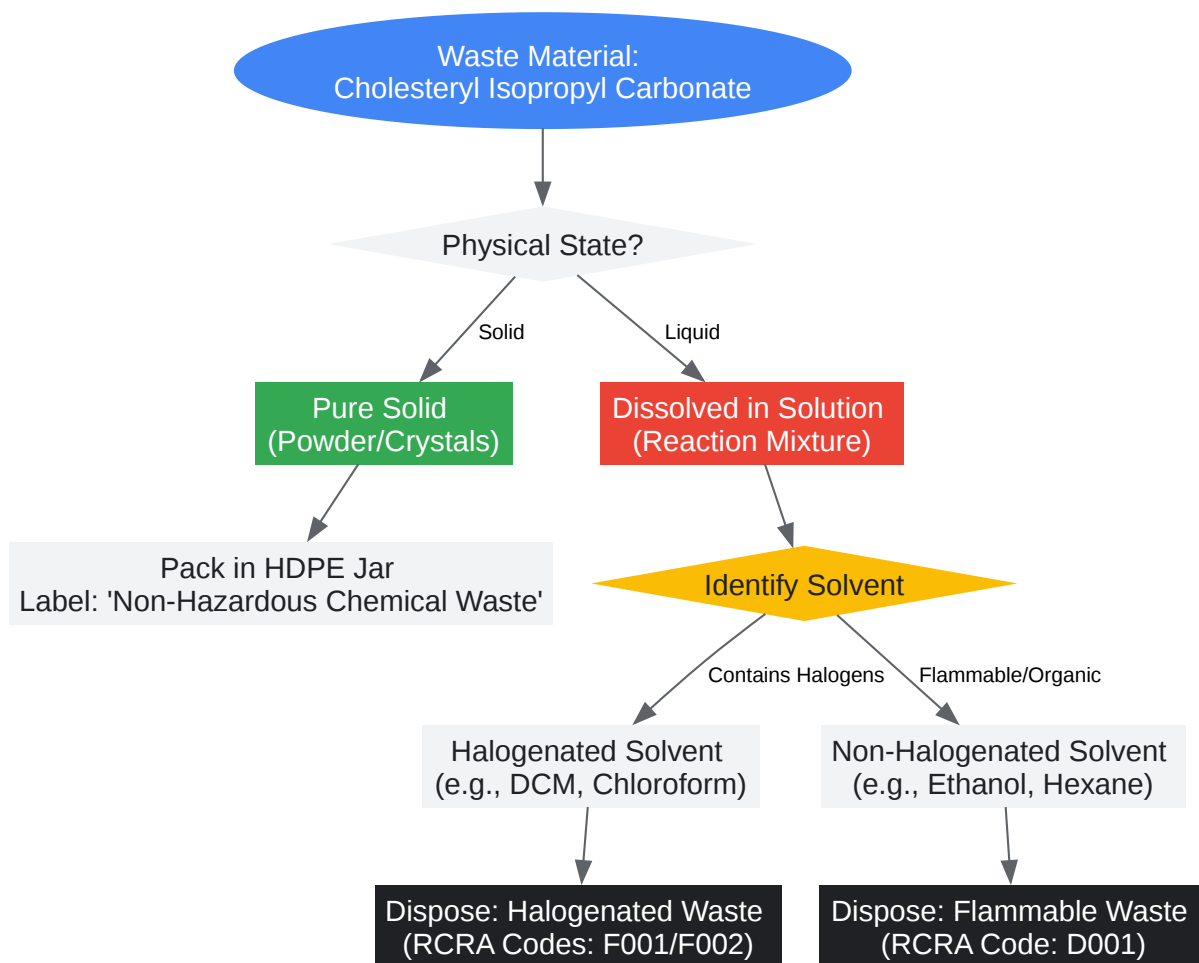 Waste Material:
Cholesteryl Isopropyl Carbonate
Physical State?
Solid
Liquid
Pure Solid
(Powder/Crystals)
Dissolved in Solution
(Reaction Mixture)
Pack in HDPE Jar
Label: 'Non-Hazardous Chemical Waste'
Identify Solvent
Contains Halogens
Flammable/Organic
Halogenated Solvent
(e.g., DCM, Chloroform)
Non-Halogenated Solvent
(e.g., Ethanol, Hexane)
Dispose: Halogenated Waste
(RCRA Codes: F001/F002)
Dispose: Flammable Waste
(RCRA Code: D001)